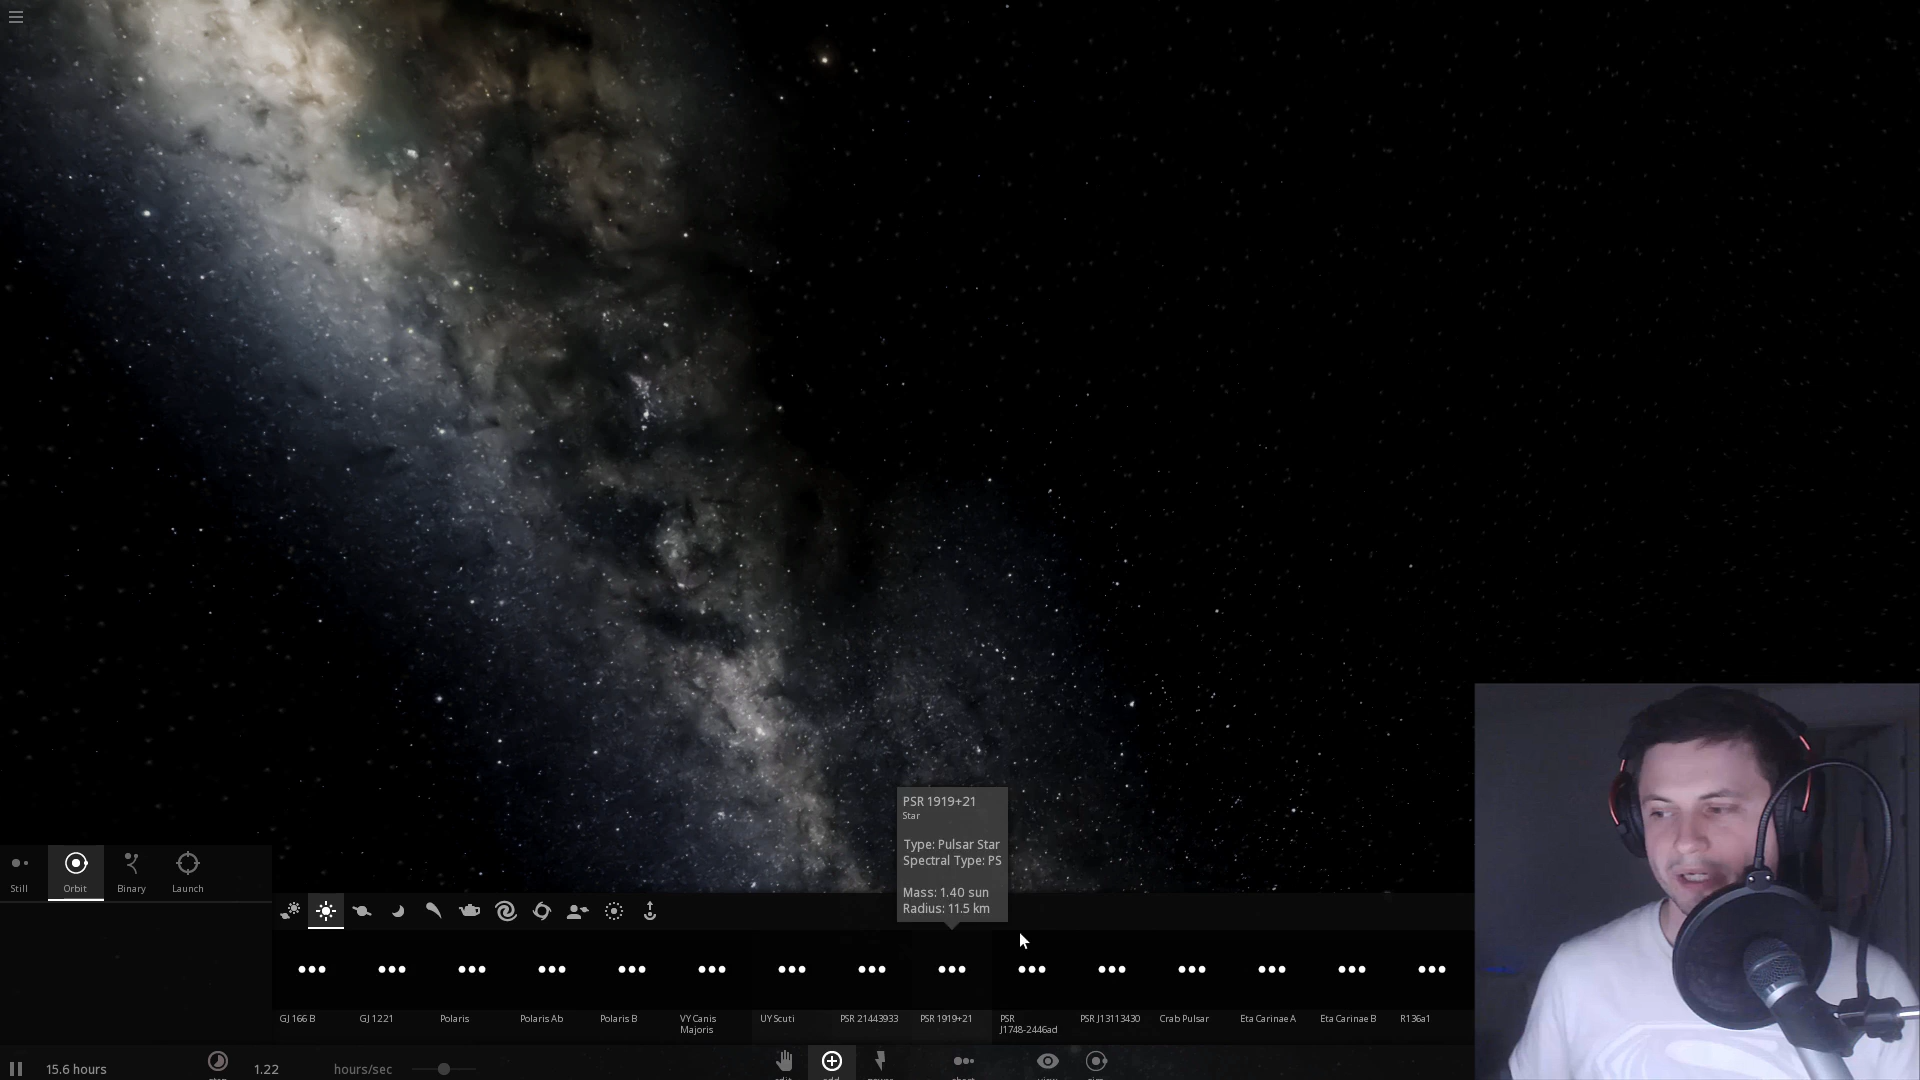 PSR 1919+21
Star
Type: Pulsar Star
Spectral Type: PS
Mass: 1.40 sun
Radius: 11.5 km
Still
Orbit
Binary
Launch
GJ 166 B
GJ 1221
Polaris
Polaris Ab
Polaris B
VY Canis
Majoris
UY Scuti
PSR 21443933
PSR 1919+21
PSR
J1748-2446ad
PSR J13113430
Crab Pulsar
Eta Carinae A
Eta Carinae B
R136a1
15.6 hours
1.22
hours/sec